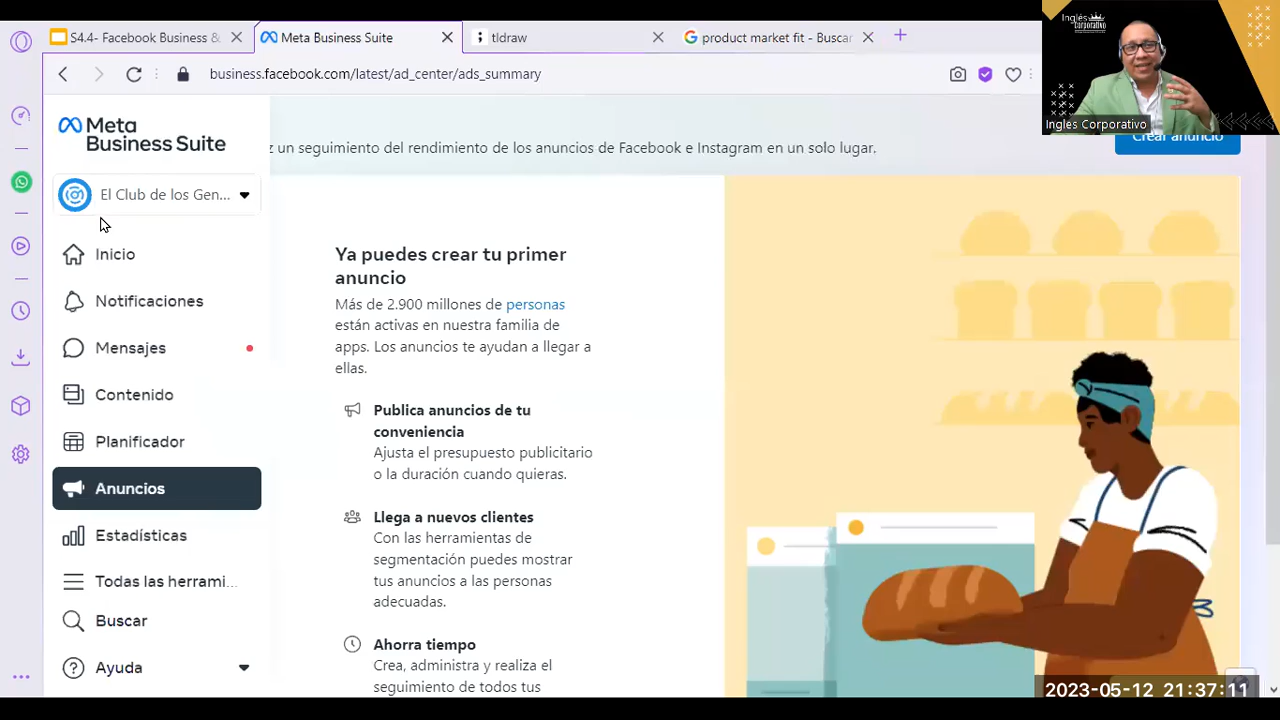 S4.4- Facebook Business &
Meta Business Suite
tldraw
product market fit - Buscar
business.facebook.com/latest/ad_center/ads_summary
Inglés
Corporativo
Inglés Corporativo
Meta
Business Suite
z un seguimiento del rendimiento de los anuncios de Facebook e Instagram en un solo lugar.
Crear anuncio
El Club de los Gen...
Inicio
Notificaciones
Mensajes
Contenido
Planificador
Anuncios
Estadísticas
Todas las herrami...
Buscar
Ayuda
Ya puedes crear tu primer
anuncio
Más de 2.900 millones de personas
están activas en nuestra familia de
apps. Los anuncios te ayudan a llegar a
ellas.
Publica anuncios de tu
conveniencia
Ajusta el presupuesto publicitario
o la duración cuando quieras.
Llega a nuevos clientes
Con las herramientas de
segmentación puedes mostrar
tus anuncios a las personas
adecuadas.
Ahorra tiempo
Crea, administra y realiza el
seguimiento de todos tus
2023-05-12 21:37:11